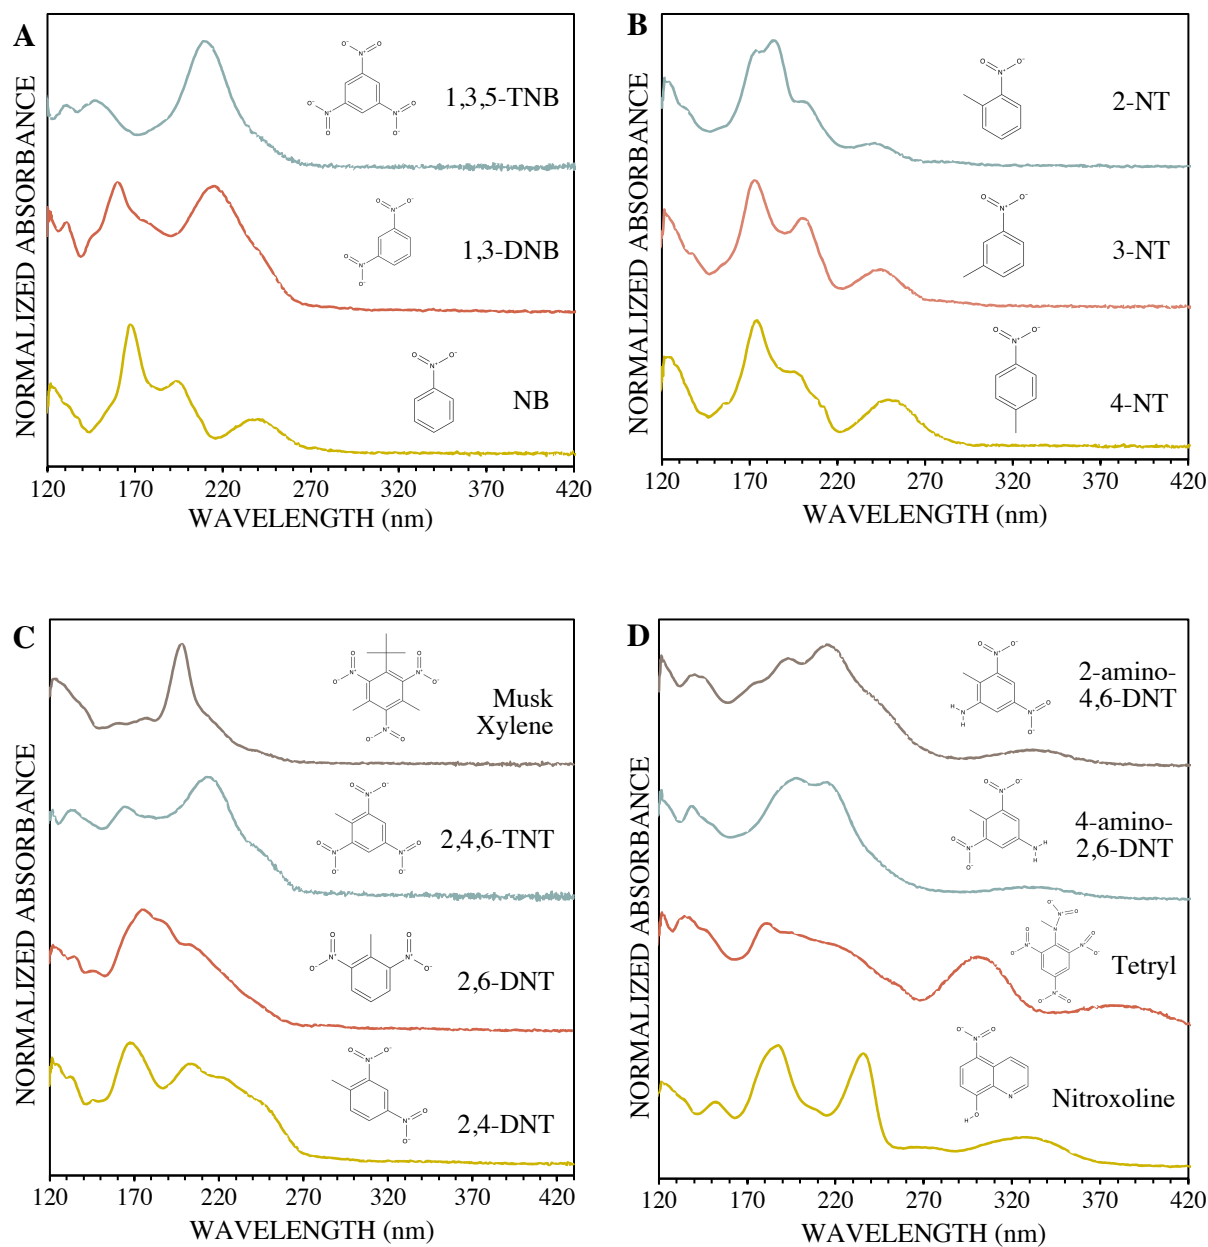 A
NORMALIZED ABSORBANCE
1,3,5-TNB
1,3-DNB
NB
120 170 220 270 320 370 420
WAVELENGTH (nm)
B
NORMALIZED ABSORBANCE
2-NT
3-NT
4-NT
120 170 220 270 320 370 420
WAVELENGTH (nm)
C
NORMALIZED ABSORBANCE
Musk
Xylene
2,4,6-TNT
2,6-DNT
2,4-DNT
120 170 220 270 320 370 420
WAVELENGTH (nm)
D
NORMALIZED ABSORBANCE
2-amino-
4,6-DNT
4-amino-
2,6-DNT
Tetryl
Nitroxoline
120 170 220 270 320 370 420
WAVELENGTH (nm)